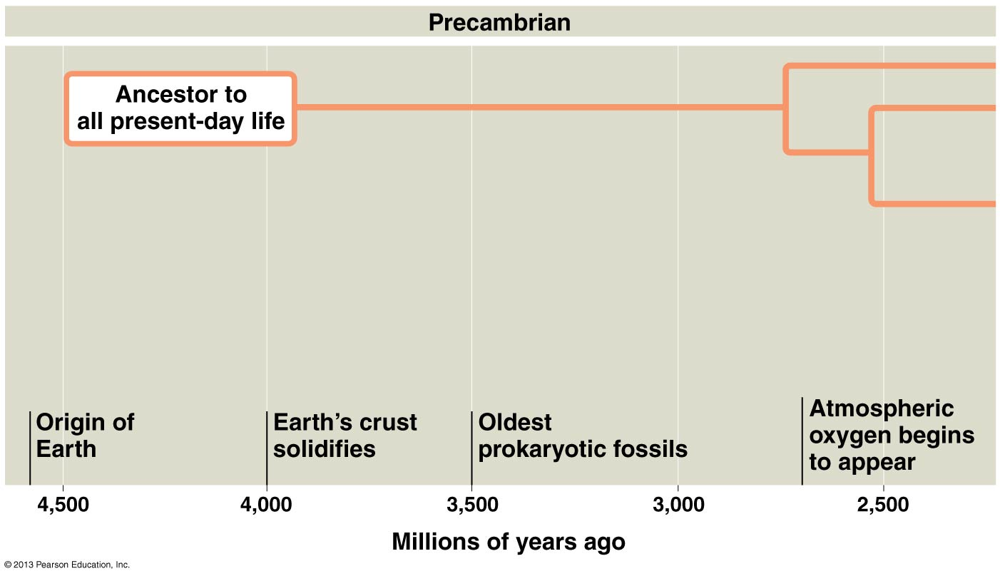 Precambrian
Ancestor to
all present-day life
Origin of
Earth
Earth’s crust
solidifies
Oldest
prokaryotic fossils
Atmospheric
oxygen begins
to appear
4,500
4,000
3,500
3,000
2,500
Millions of years ago
© 2013 Pearson Education, Inc.